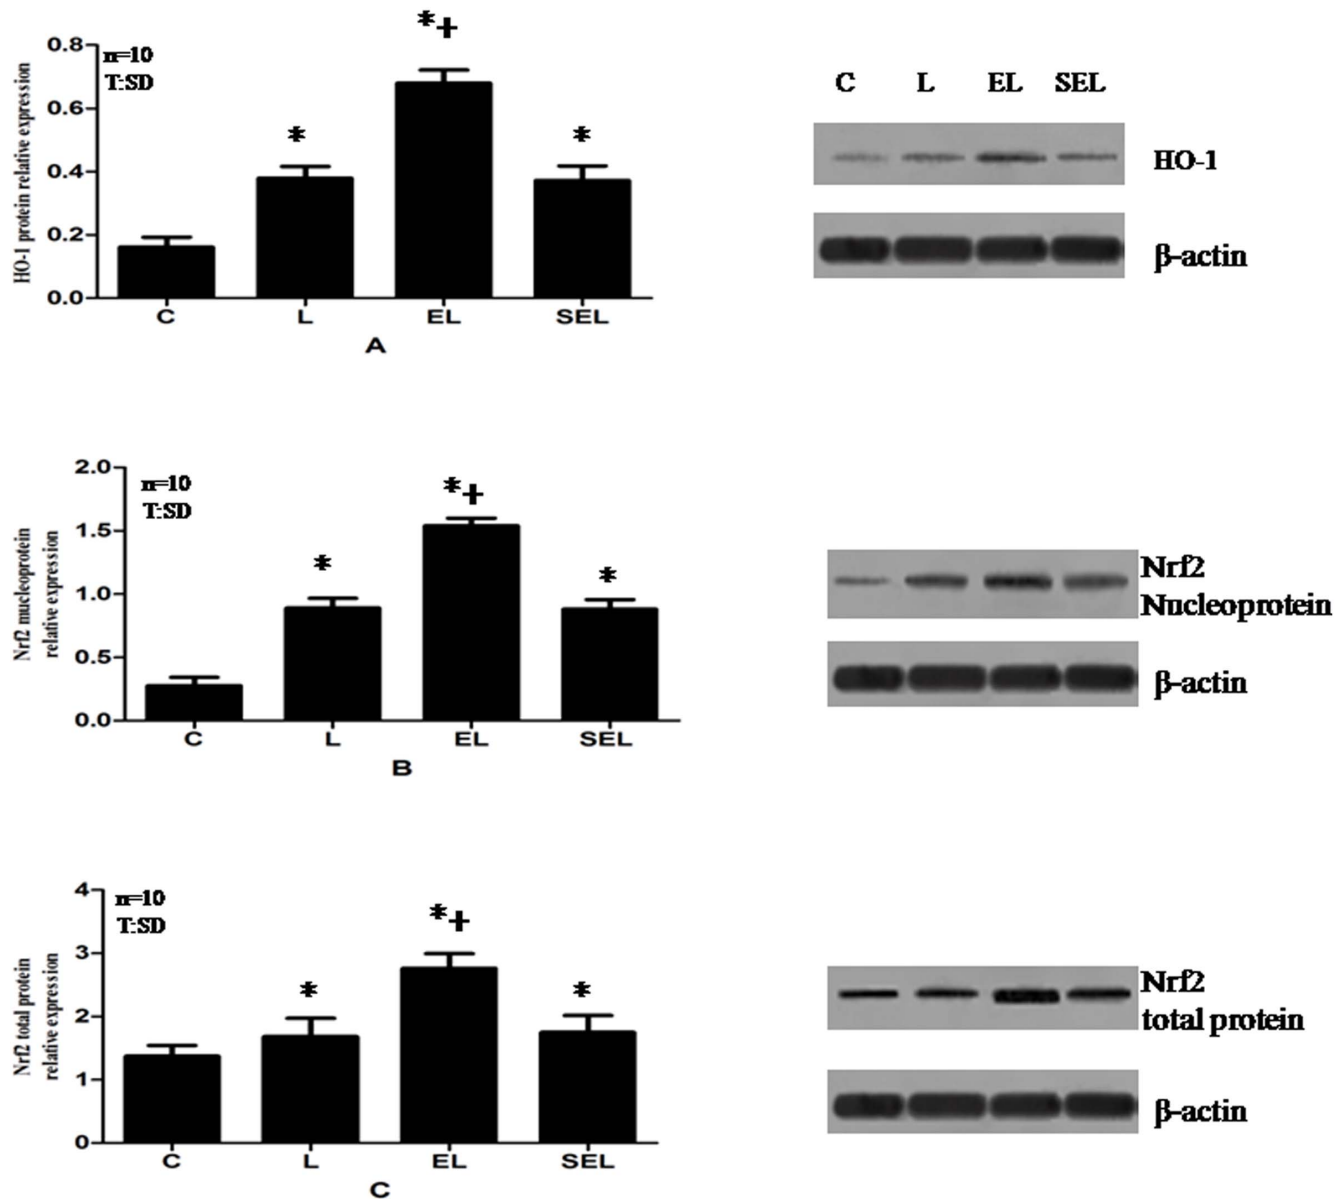 *+
0.8
n=10
T:SD
0.6
*
*
0.4
0.2
0.0
HO-1 protein relative expression
C L EL SEL
A
C L EL SEL
HO-1
β-actin
2.0
n=10
T:SD
*+
1.5
*
*
1.0
0.5
0.0
Nrf2 mucleoprotein
relative expression
C L EL SEL
B
Nrf2
Nucleoprotein
β-actin
4
n=10
T:SD
*+
3
*
*
2
1
0
Nrf2 total protein
relative expression
C L EL SEL
C
Nrf2
total protein
β-actin